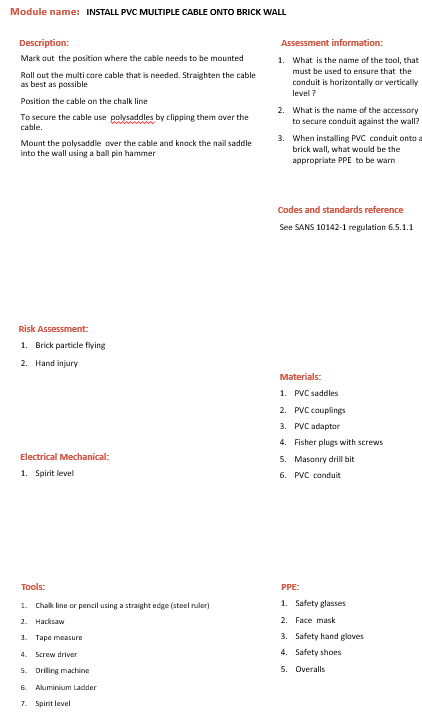 Module name: INSTALL PVC MULTIPLE CABLE ONTO BRICK WALL
Description:
Mark out the position where the cable needs to be mounted
Roll out the multi core cable that is needed. Straighten the cable
as best as possible
Position the cable on the chalk line
To secure the cable use polysaddles by clipping them over the
cable.
Mount the polysaddle over the cable and knock the nail saddle
into the wall using a ball pin hammer
Assessment information:
1. What is the name of the tool, that
must be used to ensure that the
conduit is horizontally or vertically
level ?
2. What is the name of the accessory
to secure conduit against the wall?
3. When installing PVC conduit onto a
brick wall, what would be the
appropriate PPE to be warn
Codes and standards reference
See SANS 10142-1 regulation 6.5.1.1
Risk Assessment:
1. Brick particle flying
2. Hand injury
Materials:
1. PVC saddles
2. PVC couplings
3. PVC adaptor
4. Fisher plugs with screws
5. Masonry drill bit
6. PVC conduit
Electrical Mechanical:
1. Spirit level
Tools:
1. Chalk line or pencil using a straight edge (steel ruler)
2. Hacksaw
3. Tape measure
4. Screw driver
5. Drilling machine
6. Aluminium Ladder
7. Spirit level
PPE:
1. Safety glasses
2. Face mask
3. Safety hand gloves
4. Safety shoes
5. Overalls